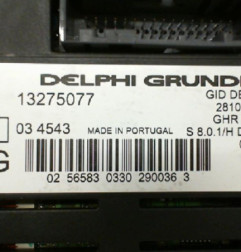 DELPHI GRUND
13275077
GID DE
2810
GHR
03 4543 MADE IN PORTUGAL S 8.0.1/H D
G
02 56583 0330 290036 3